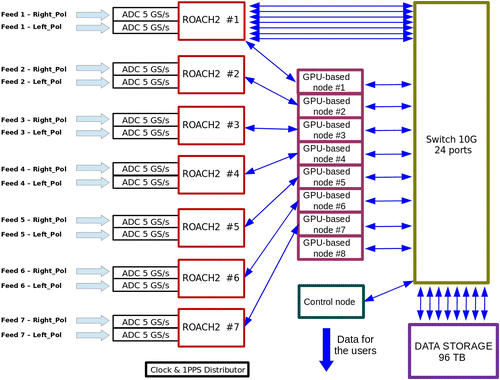 Feed 1 – Right_Pol
ADC 5 GS/s
Feed 1 – Left_Pol
ADC 5 GS/s
ROACH2 #1
Feed 2 – Right_Pol
ADC 5 GS/s
Feed 2 – Left_Pol
ADC 5 GS/s
ROACH2 #2
Feed 3 – Right_Pol
ADC 5 GS/s
Feed 3 – Left_Pol
ADC 5 GS/s
ROACH2 #3
Feed 4 – Right_Pol
ADC 5 GS/s
Feed 4 – Left_Pol
ADC 5 GS/s
ROACH2 #4
Feed 5 – Right_Pol
ADC 5 GS/s
Feed 5 – Left_Pol
ADC 5 GS/s
ROACH2 #5
Feed 6 – Right_Pol
ADC 5 GS/s
Feed 6 – Left_Pol
ADC 5 GS/s
ROACH2 #6
Feed 7 – Right_Pol
ADC 5 GS/s
Feed 7 – Left_Pol
ADC 5 GS/s
ROACH2 #7
GPU-based
node #1
GPU-based
node #2
GPU-based
node #3
GPU-based
node #4
GPU-based
node #5
GPU-based
node #6
GPU-based
node #7
GPU-based
node #8
Switch 10G
24 ports
Control node
Data for
the users
DATA STORAGE
96 TB
Clock & 1PPS Distributor